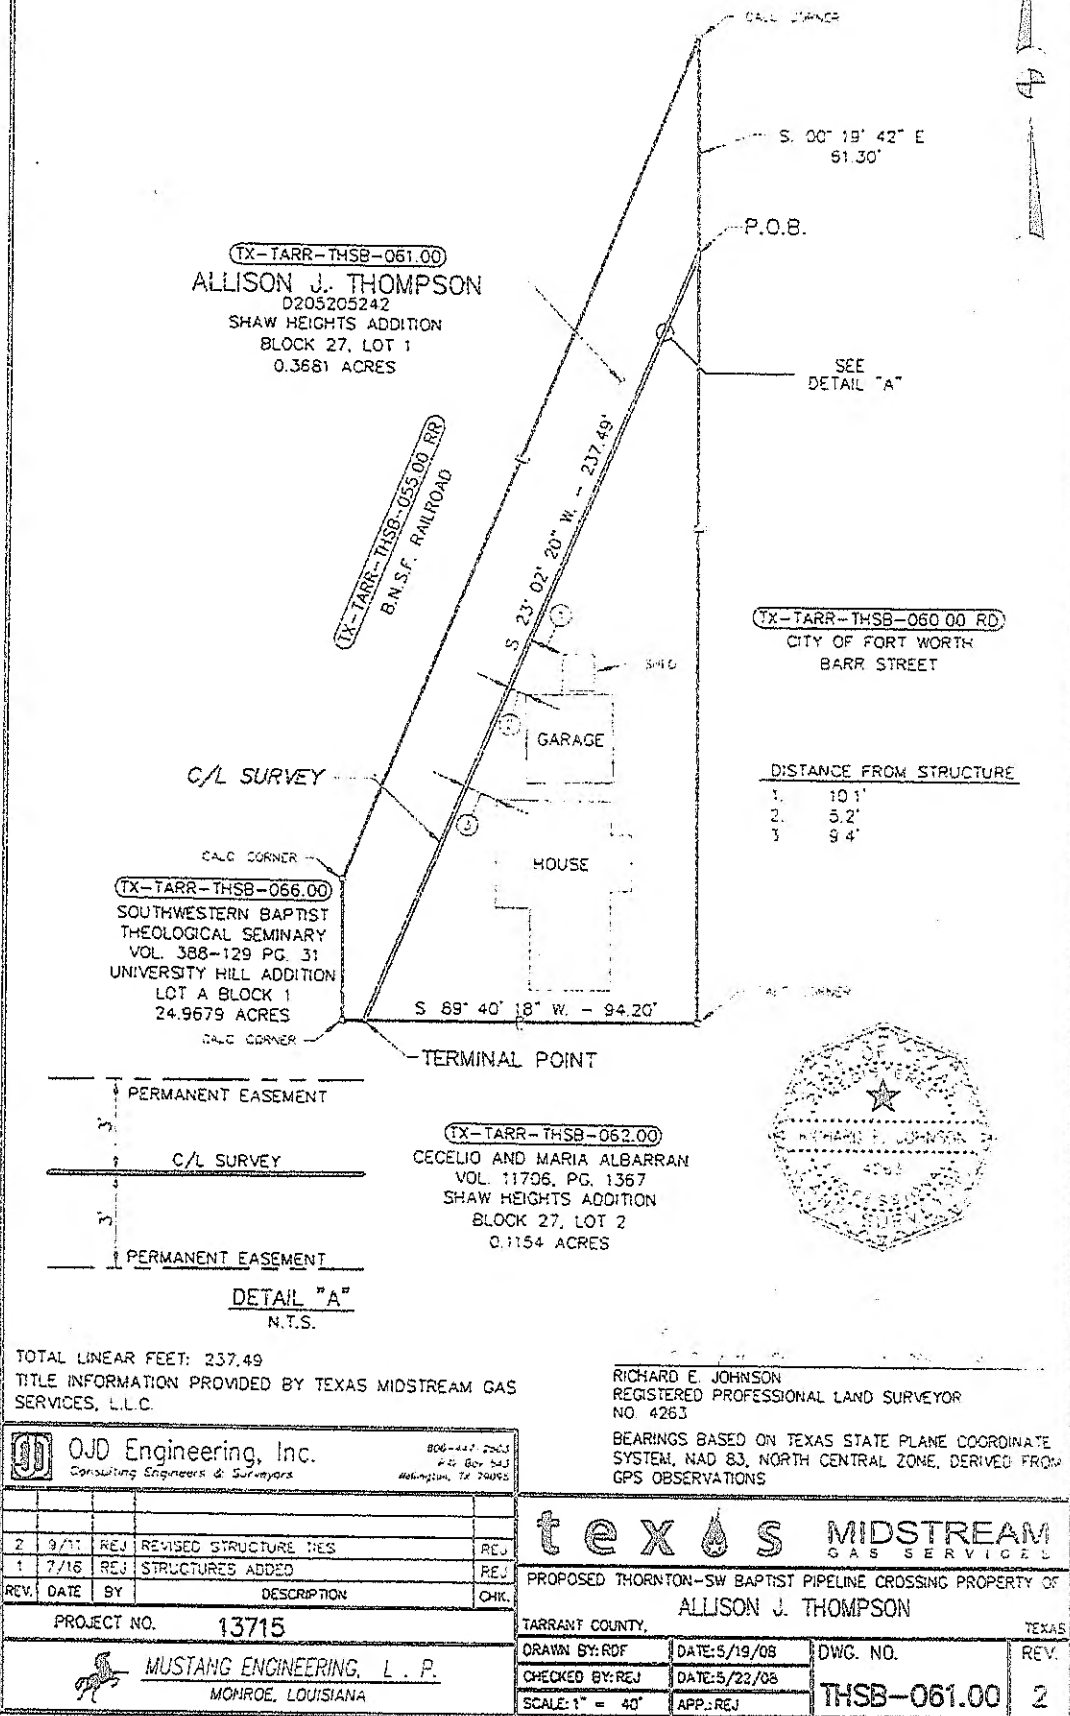 CALC CORNER
S. 00° 19' 42" E
61.30'
P.O.B.
TX-TARR-THSB-061.00
ALLISON J. THOMPSON
D205205242
SHAW HEIGHTS ADDITION
BLOCK 27, LOT 1
0.3681 ACRES
SEE
DETAIL "A"
TX-TARR-THSB-055.00 RR
B.N.S.F. RAILROAD
S 23° 02' 20" W. - 237.49'
TX-TARR-THSB-060.00 RD
CITY OF FORT WORTH
BARR STREET
1
SHED
2
GARAGE
C/L SURVEY
3
DISTANCE FROM STRUCTURE
1. 10.1'
2. 5.2'
3 9.4'
HOUSE
CALC CORNER
TX-TARR-THSB-066.00
SOUTHWESTERN BAPTIST
THEOLOGICAL SEMINARY
VOL. 388-129 PG. 31
UNIVERSITY HILL ADDITION
LOT A BLOCK 1
24.9679 ACRES
CALC CORNER
S 89° 40' 18" W. - 94.20'
CALC CORNER
TERMINAL POINT
PERMANENT EASEMENT
3'
C/L SURVEY
3'
PERMANENT EASEMENT
DETAIL "A"
N.T.S.
TX-TARR-THSB-062.00
CECELIO AND MARIA ALBARRAN
VOL. 11706, PG. 1367
SHAW HEIGHTS ADDITION
BLOCK 27, LOT 2
0.1154 ACRES
RICHARD E. JOHNSON
4263
TOTAL LINEAR FEET: 237.49
TITLE INFORMATION PROVIDED BY TEXAS MIDSTREAM GAS
SERVICES, L.L.C.
RICHARD E. JOHNSON
REGISTERED PROFESSIONAL LAND SURVEYOR
NO. 4263
BEARINGS BASED ON TEXAS STATE PLANE COORDINATE
SYSTEM, NAD 83, NORTH CENTRAL ZONE, DERIVED FROM
GPS OBSERVATIONS
OJD Engineering, Inc.
Consulting Engineers & Surveyors
P.O. Box 543
Wellington, TX 79095
2 9/11 REJ REVISED STRUCTURE TIES REJ
1 7/16 REJ STRUCTURES ADDED REJ
REV. DATE BY DESCRIPTION CHK.
PROJECT NO. 13715
MUSTANG ENGINEERING, L . P.
MONROE, LOUISIANA
texas MIDSTREAM
GAS SERVICES
PROPOSED THORNTON-SW BAPTIST PIPELINE CROSSING PROPERTY OF
ALLISON J. THOMPSON
TARRANT COUNTY, TEXAS
DRAWN BY:RDF DATE:5/19/08
CHECKED BY:REJ DATE:5/22/08
SCALE: 1" = 40' APP.:REJ
DWG. NO.
THSB-061.00
REV.
2